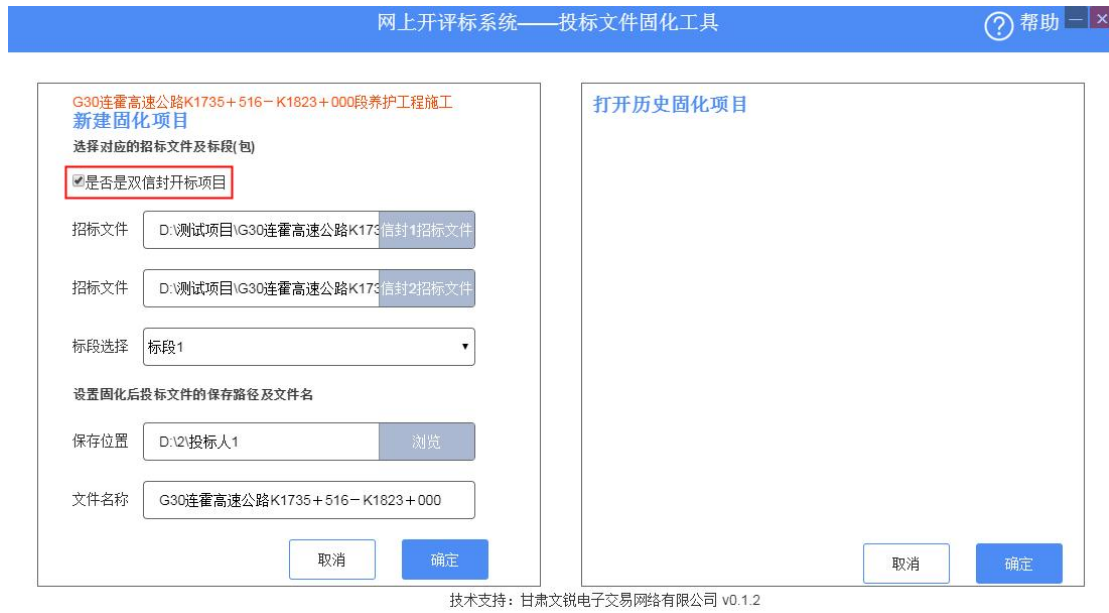 网上开评标系统——投标文件固化工具
帮助
G30连霍高速公路K1735+516-K1823+000段养护工程施工
新建固化项目
选择对应的招标文件及标段(包)
是否是双信封开标项目
招标文件 D:\测试项目\G30连霍高速公路K173 信封1招标文件
招标文件 D:\测试项目\G30连霍高速公路K173 信封2招标文件
标段选择 标段1
设置固化后投标文件的保存路径及文件名
保存位置 D:\2\投标人1 浏览
文件名称 G30连霍高速公路K1735+516-K1823+000
取消 确定
打开历史固化项目
取消 确定
技术支持：甘肃文锐电子交易网络有限公司 v0.1.2